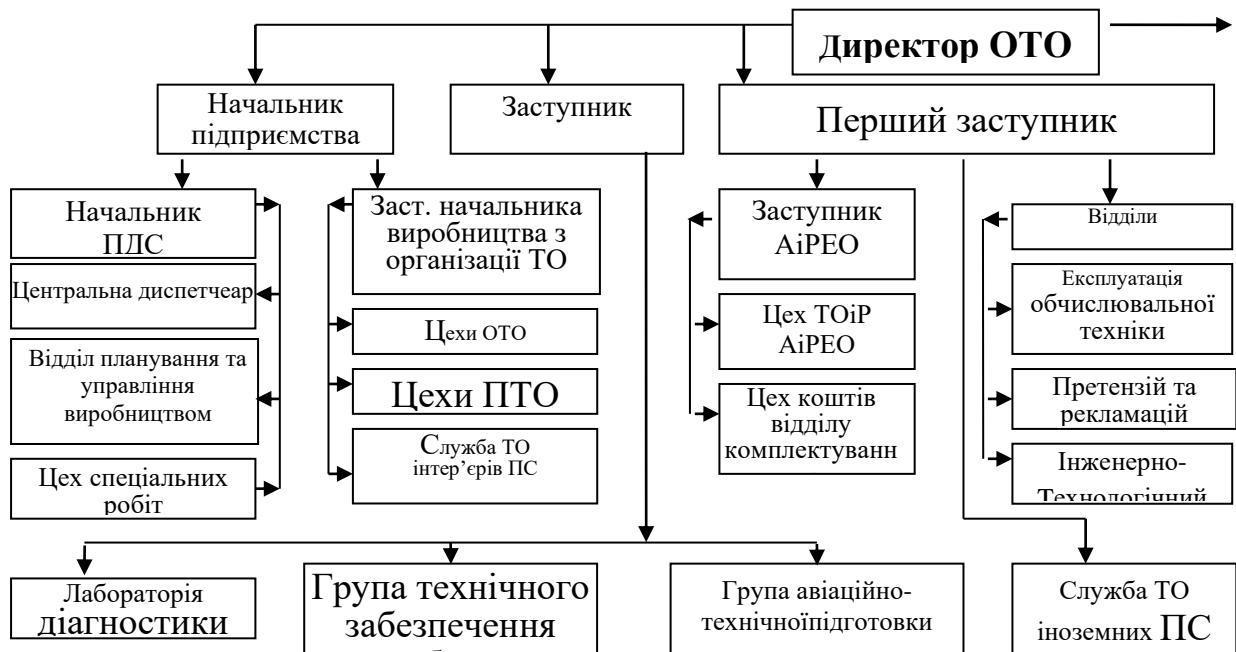 Директор ОТО
Начальник
підприємства
Заступник
Перший заступник
Начальник
ПДС
Центральна диспетчеар
Відділ планування та
управління
виробництвом
Цех спеціальних
робіт
Заст. начальника
виробництва з
організації ТО
Цехи ОТО
Цехи ПТО
Служба ТО
інтер’єрів ПС
Заступник
АіРЕО
Цех ТОіР
АіРЕО
Цех коштів
відділу
комплектуванн
Відділи
Експлуатація
обчислювальної
техніки
Претензій та
рекламацій
Інженерно-
Технологічний
Лабораторія
діагностики
Група технічного
забезпечення
Група авіаційно-
технічноїпідготовки
Служба ТО
іноземних ПС